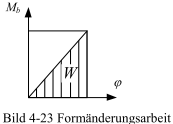 M_b
W
φ
Bild 4-23 Formänderungsarbeit